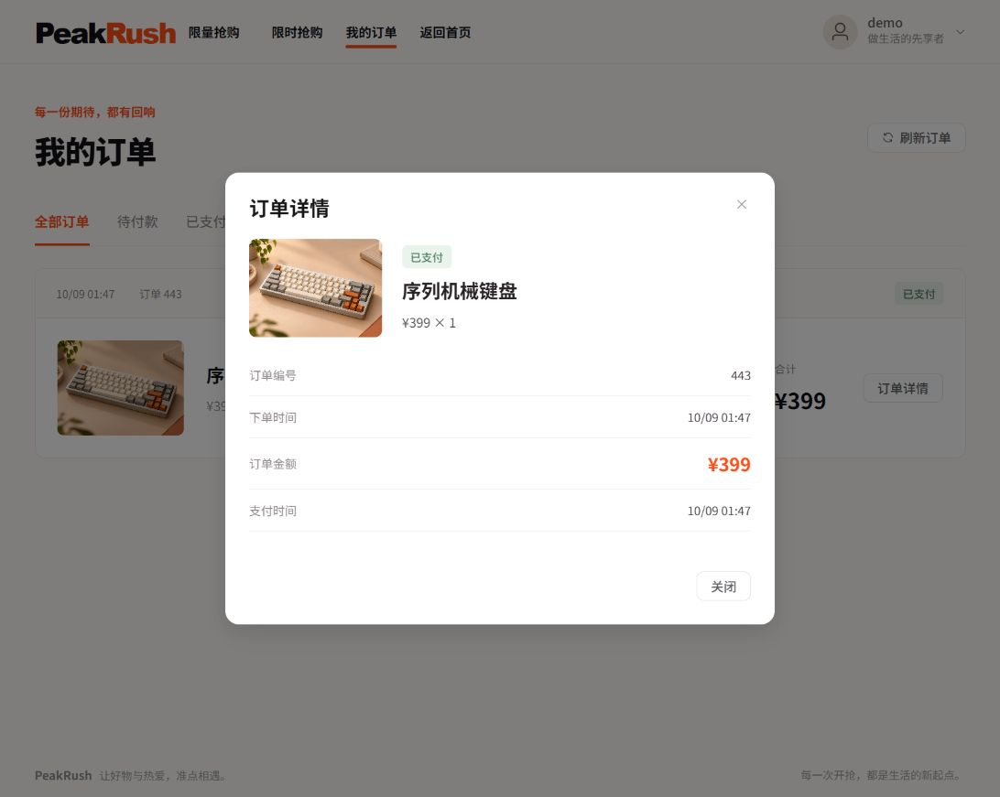 PeakRush 限量抢购 限时抢购 我的订单 返回首页
demo
做生活的先享者
每一份期待，都有回响
我的订单
刷新订单
全部订单 待付款 已支付
10/09 01:47 订单 443
已支付
序
¥39
合计
¥399
订单详情
订单详情
已支付
序列机械键盘
¥399 × 1
订单编号 443
下单时间 10/09 01:47
订单金额 ¥399
支付时间 10/09 01:47
关闭
PeakRush 让好物与热爱，准点相遇。
每一次开抢，都是生活的新起点。